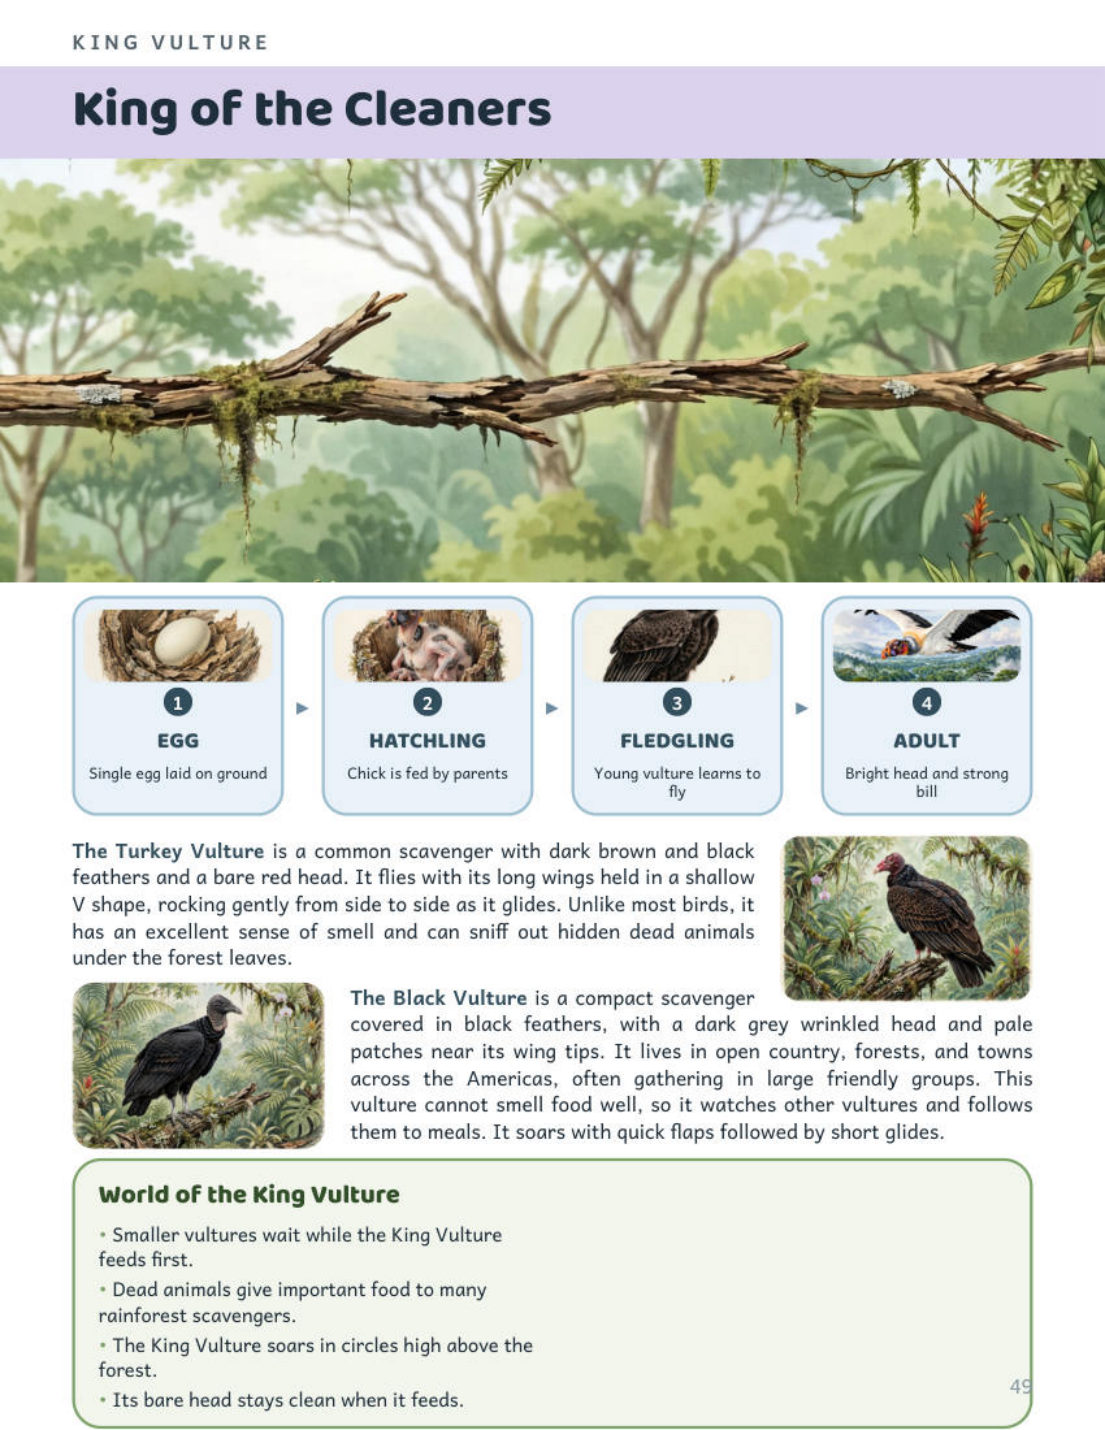 KING VULTURE
King of the Cleaners
1
EGG
Single egg laid on ground
2
HATCHLING
Chick is fed by parents
3
FLEDGLING
Young vulture learns to
fly
4
ADULT
Bright head and strong
bill
The Turkey Vulture is a common scavenger with dark brown and black
feathers and a bare red head. It flies with its long wings held in a shallow
V shape, rocking gently from side to side as it glides. Unlike most birds, it
has an excellent sense of smell and can sniff out hidden dead animals
under the forest leaves.
The Black Vulture is a compact scavenger
covered in black feathers, with a dark grey wrinkled head and pale
patches near its wing tips. It lives in open country, forests, and towns
across the Americas, often gathering in large friendly groups. This
vulture cannot smell food well, so it watches other vultures and follows
them to meals. It soars with quick flaps followed by short glides.
World of the King Vulture
• Smaller vultures wait while the King Vulture
feeds first.
• Dead animals give important food to many
rainforest scavengers.
• The King Vulture soars in circles high above the
forest.
• Its bare head stays clean when it feeds.
49